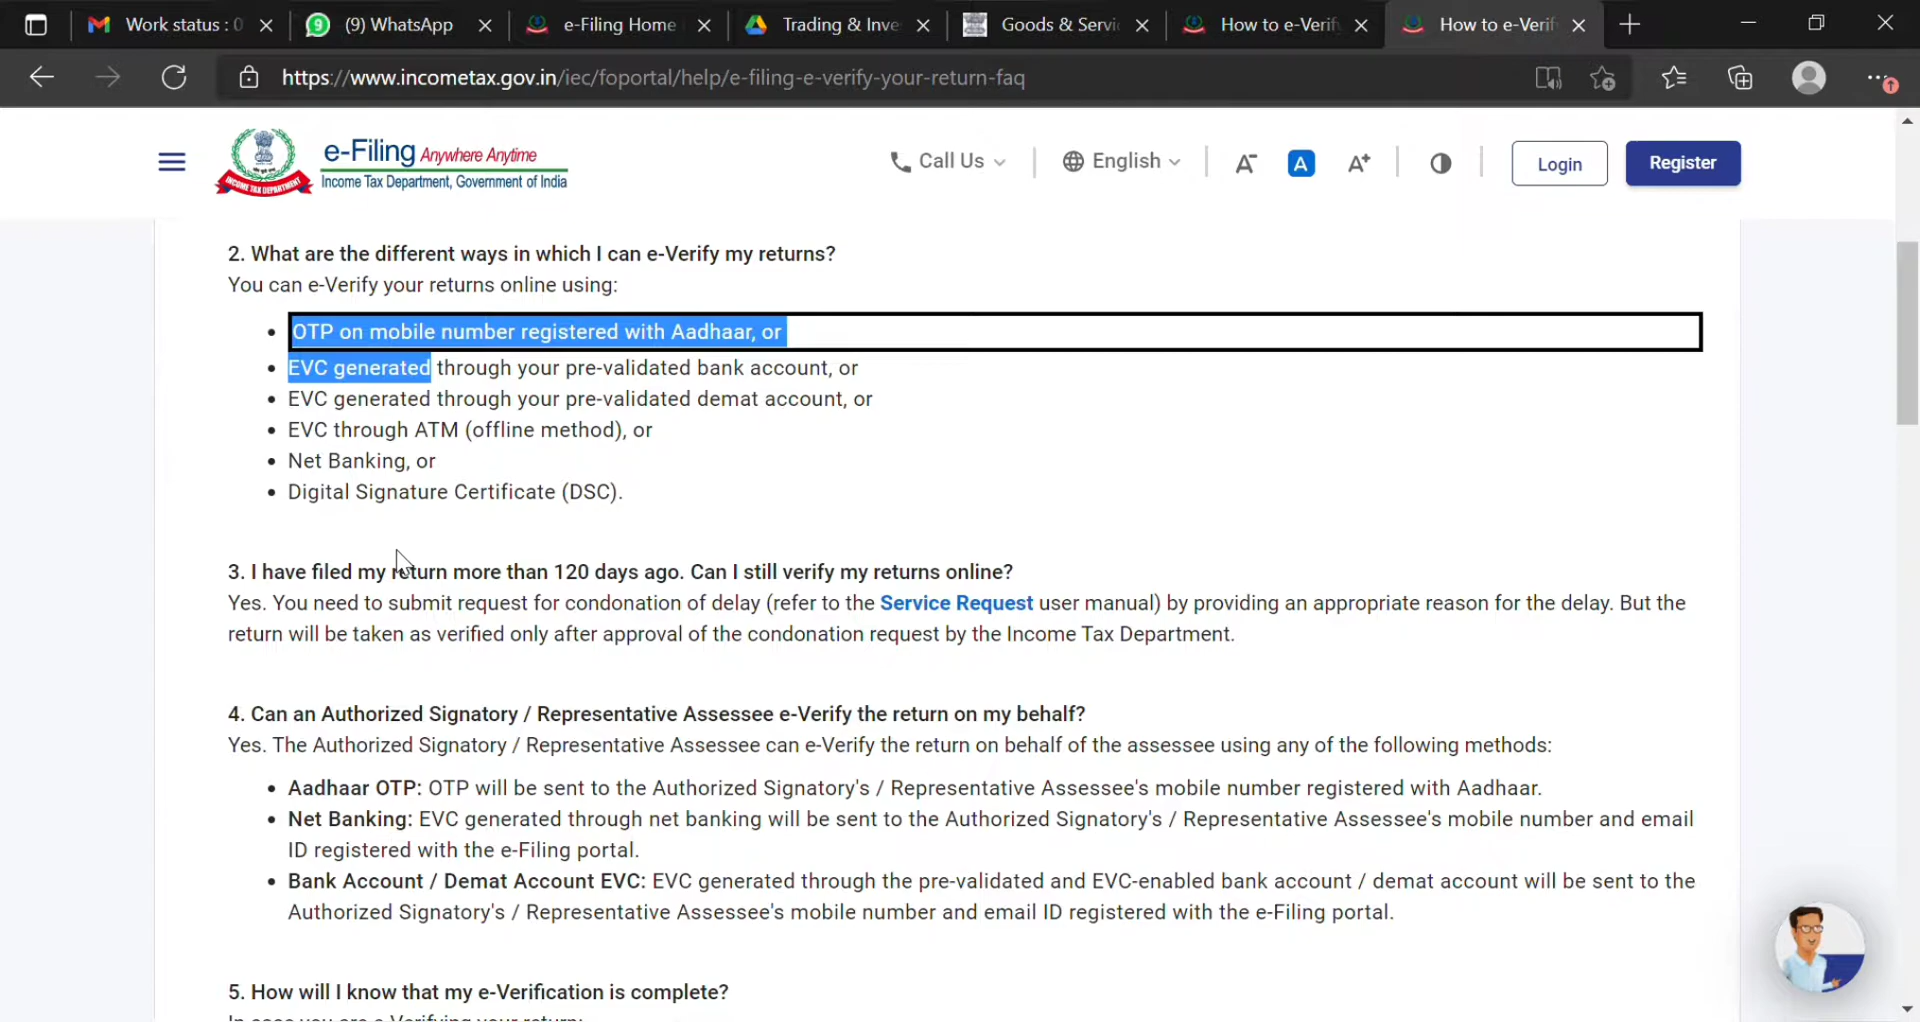 Work status : 0
(9) WhatsApp
e-Filing Home
Trading & Inve
Goods & Servic
How to e-Verif
How to e-Verif
https://www.incometax.gov.in/iec/foportal/help/e-filing-e-verify-your-return-faq
INCOME TAX DEPARTMENT
e-Filing Anywhere Anytime
Income Tax Department, Government of India
Call Us
English
A-
A
A+
Login
Register
2. What are the different ways in which I can e-Verify my returns?
You can e-Verify your returns online using:
• OTP on mobile number registered with Aadhaar, or
• EVC generated through your pre-validated bank account, or
• EVC generated through your pre-validated demat account, or
• EVC through ATM (offline method), or
• Net Banking, or
• Digital Signature Certificate (DSC).
3. I have filed my return more than 120 days ago. Can I still verify my returns online?
Yes. You need to submit request for condonation of delay (refer to the Service Request user manual) by providing an appropriate reason for the delay. But the
return will be taken as verified only after approval of the condonation request by the Income Tax Department.
4. Can an Authorized Signatory / Representative Assessee e-Verify the return on my behalf?
Yes. The Authorized Signatory / Representative Assessee can e-Verify the return on behalf of the assessee using any of the following methods:
• Aadhaar OTP: OTP will be sent to the Authorized Signatory's / Representative Assessee's mobile number registered with Aadhaar.
• Net Banking: EVC generated through net banking will be sent to the Authorized Signatory's / Representative Assessee's mobile number and email
ID registered with the e-Filing portal.
• Bank Account / Demat Account EVC: EVC generated through the pre-validated and EVC-enabled bank account / demat account will be sent to the
Authorized Signatory's / Representative Assessee's mobile number and email ID registered with the e-Filing portal.
5. How will I know that my e-Verification is complete?
In case you are e-Verifying your return: